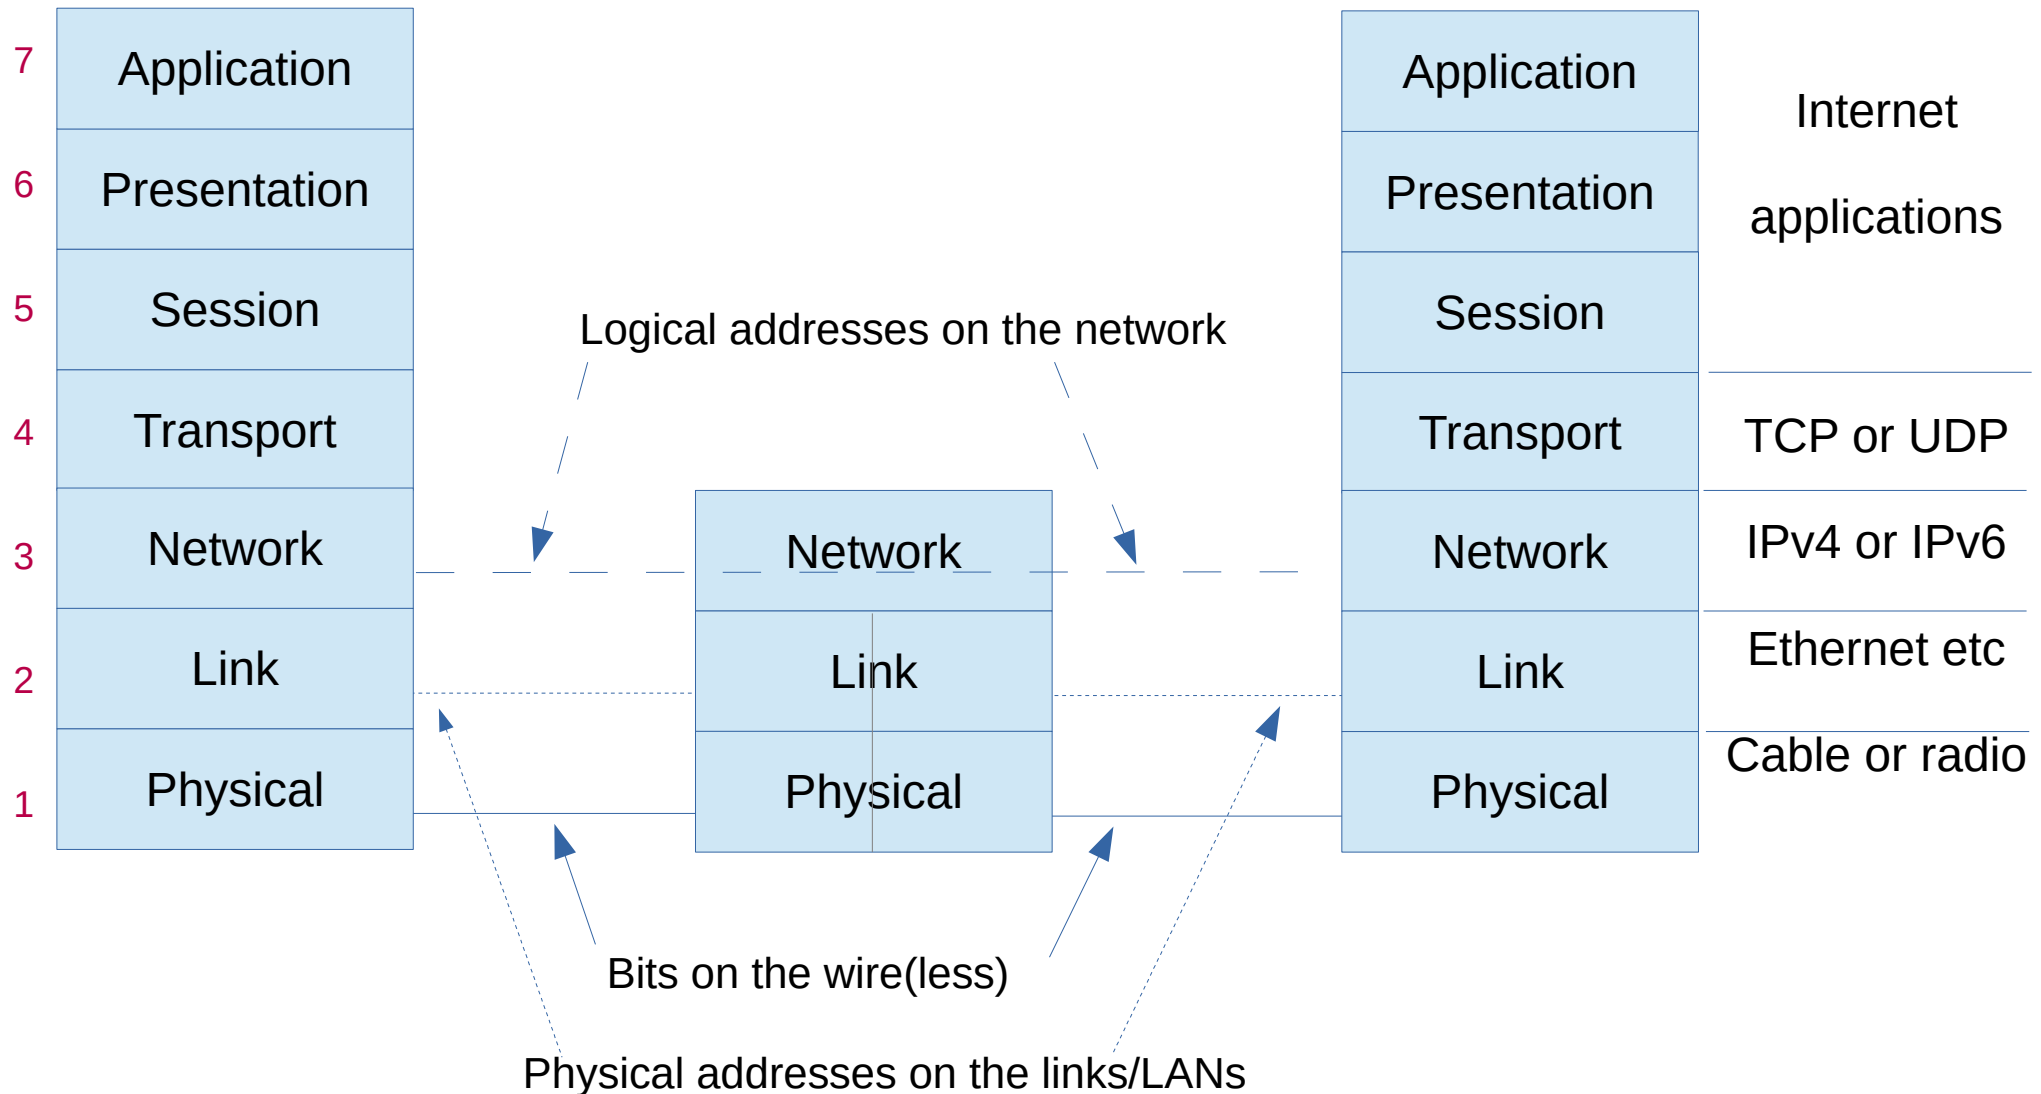 7
Application
6
Presentation
5
Session
4
Transport
3
Network
2
Link
1
Physical
Logical addresses on the network
Network
Link
Physical
Bits on the wire(less)
Physical addresses on the links/LANs
Application
Presentation
Session
Transport
Network
Link
Physical
Internet
applications
TCP or UDP
IPv4 or IPv6
Ethernet etc
Cable or radio